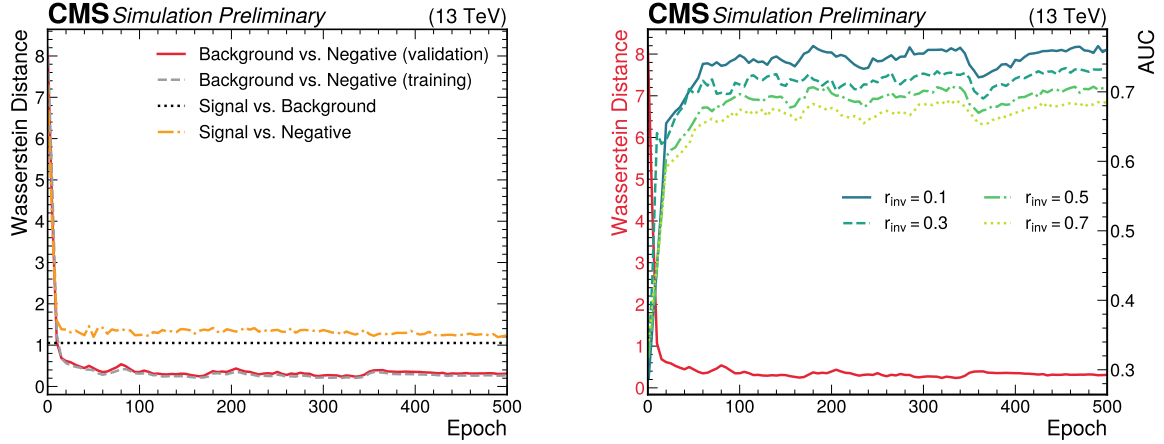 CMS Simulation Preliminary (13 TeV)
Wasserstein Distance
8
7
6
5
4
3
2
1
0
Background vs. Negative (validation)
Background vs. Negative (training)
Signal vs. Background
Signal vs. Negative
0 100 200 300 400 500
Epoch
CMS Simulation Preliminary (13 TeV)
Wasserstein Distance
8
7
6
5
4
3
2
1
0
r_inv = 0.1
r_inv = 0.3
r_inv = 0.5
r_inv = 0.7
AUC
0.7
0.6
0.5
0.4
0.3
0 100 200 300 400 500
Epoch